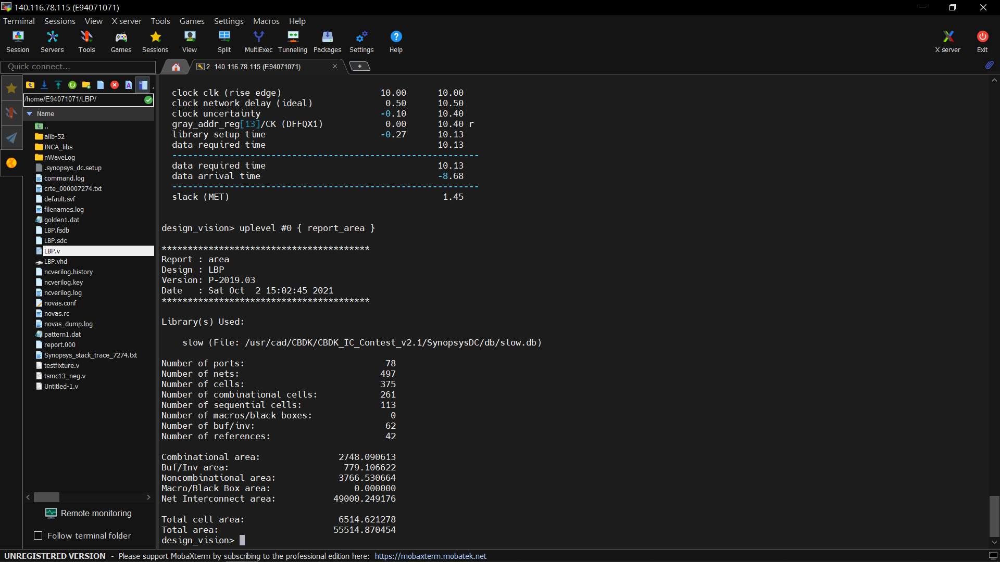 140.116.78.115 (E94071071)
Terminal Sessions View X server Tools Games Settings Macros Help
Session Servers Tools Games Sessions View Split MultiExec Tunneling Packages Settings Help X server Exit
Quick connect...
2. 140.116.78.115 (E94071071)
/home/E94071071/LBP/
Name
..
alib-52
INCA_libs
nWaveLog
.synopsys_dc.setup
command.log
crte_000007274.txt
default.svf
filenames.log
golden1.dat
LBP.fsdb
LBP.sdc
LBP.v
LBP.vhd
ncverilog.history
ncverilog.key
ncverilog.log
novas.conf
novas.rc
novas_dump.log
pattern1.dat
report.000
Synopsys_stack_trace_7274.txt
testfixture.v
tsmc13_neg.v
Untitled-1.v
Remote monitoring
Follow terminal folder
clock clk (rise edge) 10.00 10.00
clock network delay (ideal) 0.50 10.50
clock uncertainty -0.10 10.40
gray_addr_reg[13]/CK (DFFQX1) 0.00 10.40 r
library setup time -0.27 10.13
data required time 10.13
-----------------------------------------------------------
data required time 10.13
data arrival time -8.68
-----------------------------------------------------------
slack (MET) 1.45
design_vision> uplevel #0 { report_area }
****************************************
Report : area
Design : LBP
Version: P-2019.03
Date : Sat Oct 2 15:02:45 2021
****************************************
Library(s) Used:
slow (File: /usr/cad/CBDK/CBDK_IC_Contest_v2.1/SynopsysDC/db/slow.db)
Number of ports: 78
Number of nets: 497
Number of cells: 375
Number of combinational cells: 261
Number of sequential cells: 113
Number of macros/black boxes: 0
Number of buf/inv: 62
Number of references: 42
Combinational area: 2748.090613
Buf/Inv area: 779.106622
Noncombinational area: 3766.530664
Macro/Black Box area: 0.000000
Net Interconnect area: 49000.249176
Total cell area: 6514.621278
Total area: 55514.870454
design_vision>
UNREGISTERED VERSION - Please support MobaXterm by subscribing to the professional edition here: https://mobaxterm.mobatek.net